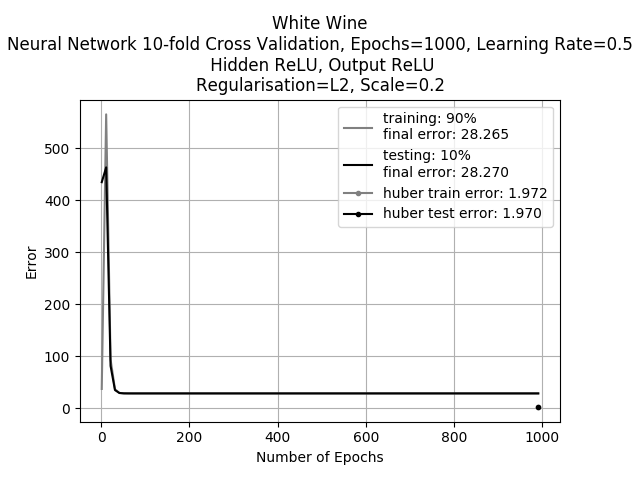 White Wine
Neural Network 10-fold Cross Validation, Epochs=1000, Learning Rate=0.5
Hidden ReLU, Output ReLU
Regularisation=L2, Scale=0.2
training: 90%
final error: 28.265
testing: 10%
final error: 28.270
huber train error: 1.972
huber test error: 1.970
Error
500
400
300
200
100
0
0 200 400 600 800 1000
Number of Epochs